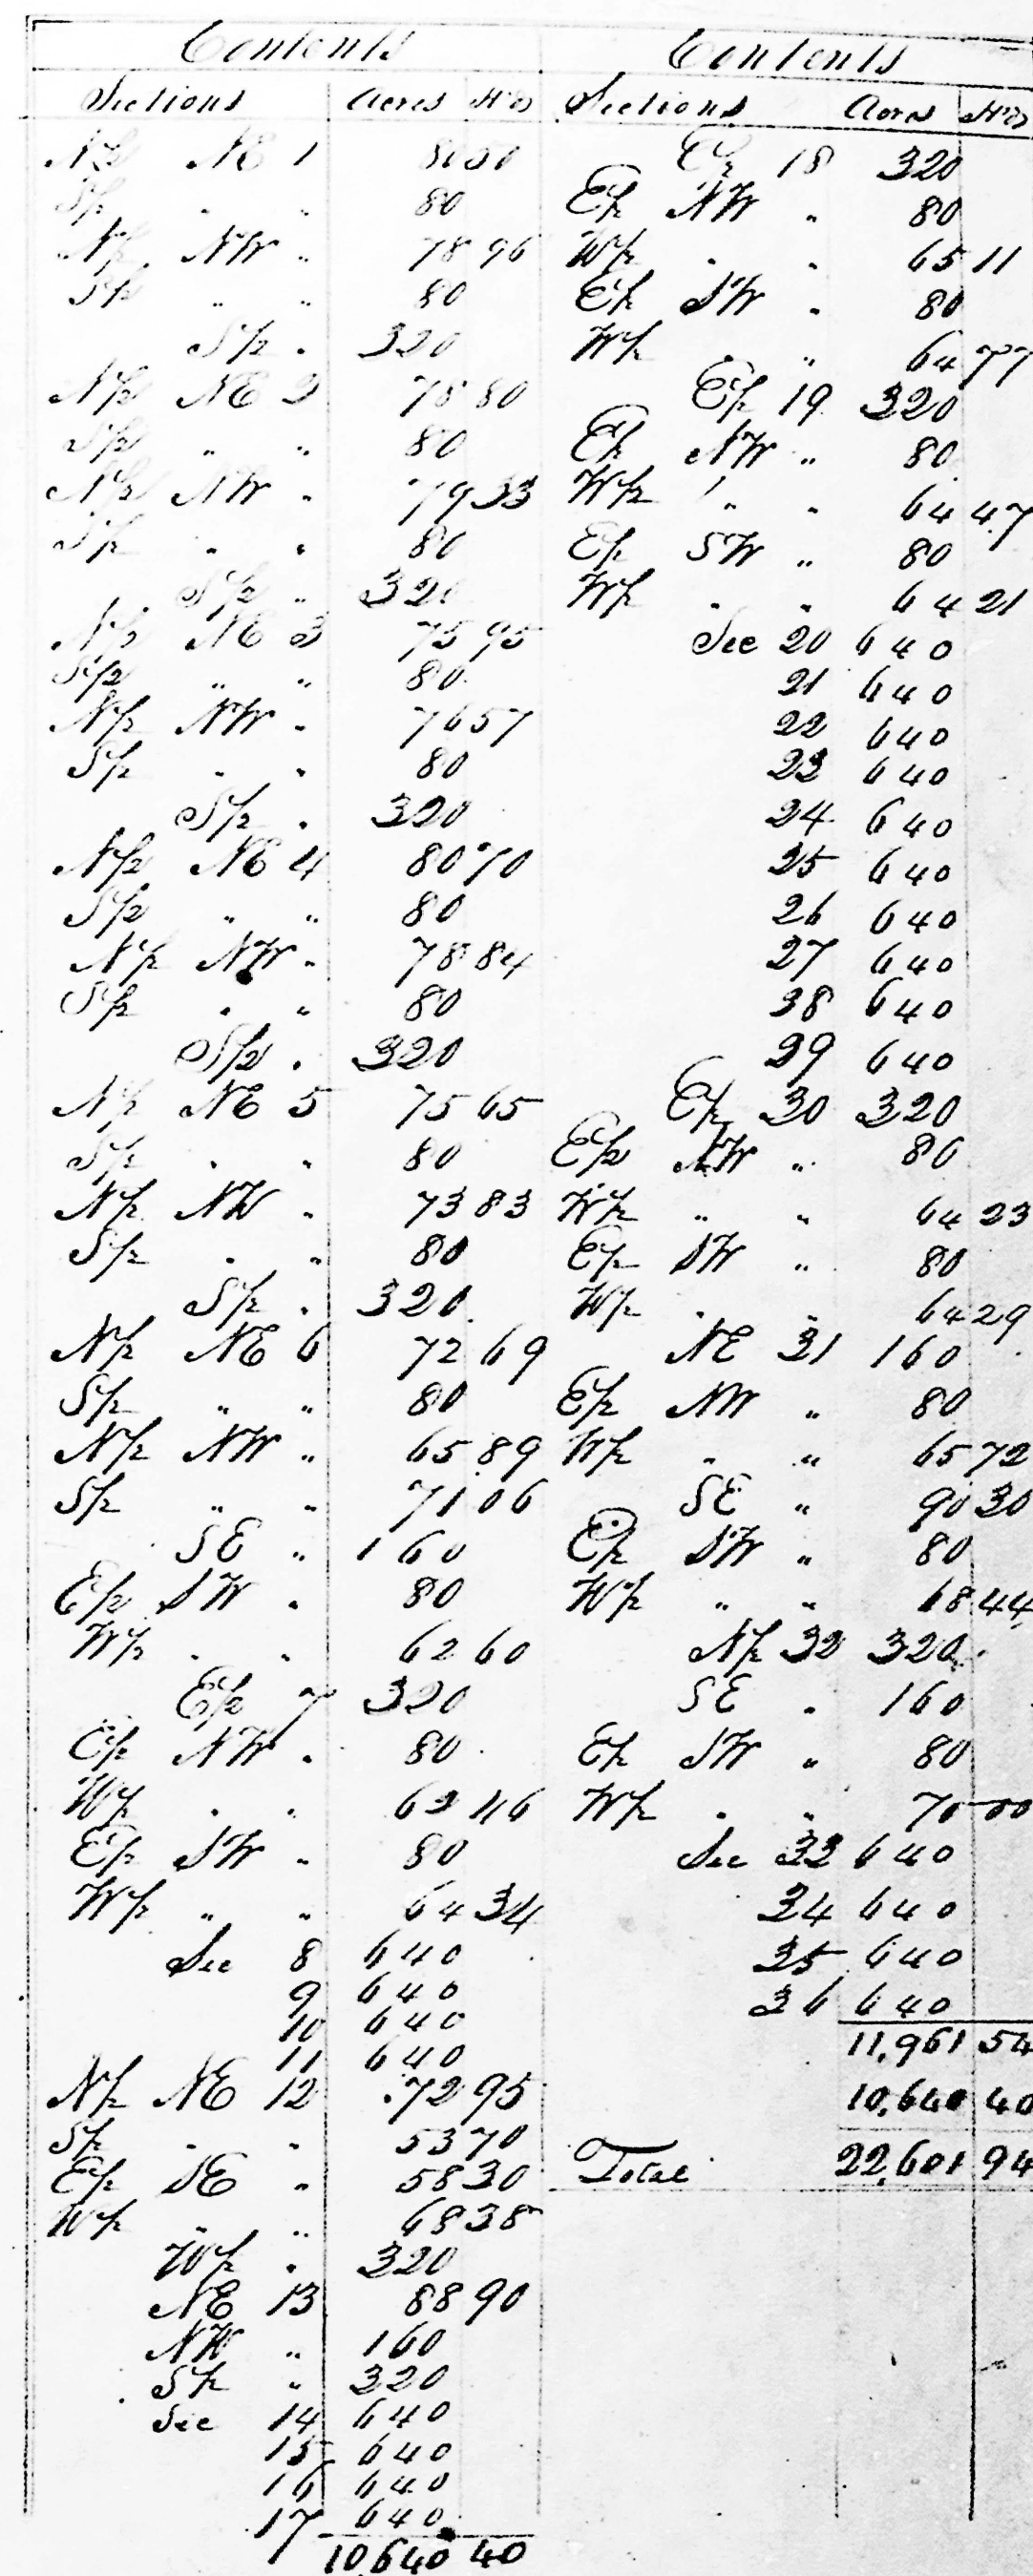 Contents
Sections Acres H'ds
N½ NE 1 80 50
S½ " " 80
N½ NW " 78 96
S½ " " 80
S½ " 320
N½ NE 2 78 80
S½ " " 80
N½ NW " 79 33
S½ " " 80
S½ " 320
N½ NE 3 75 95
S½ " " 80
N½ NW " 76 57
S½ " " 80
S½ " 320
N½ NE 4 80 70
S½ " " 80
N½ NW " 78 84
S½ " " 80
S½ " 320
N½ NE 5 75 65
S½ " " 80
N½ NW " 73 83
S½ " " 80
S½ " 320
N½ NE 6 72 69
S½ " " 80
N½ NW " 65 89
S½ " " 71 06
SE " 160
E½ SW " 80
W½ " " 62 60
E½ 7 320
E½ NW " 80
W½ " " 62 46
E½ SW " 80
W½ " " 64 34
Sec 8 640
9 640
10 640
11 640
N½ NE 12 72 95
S½ " " 53 70
E½ SE " 58 30
W½ " " 68 38
W½ " 320
NE 13 88 90
NW " 160
S½ " 320
Sec 14 640
15 640
16 640
17 640
10,640 40
Contents
Sections Acres H'ds
E½ 18 320
E½ NW " 80
W½ " " 65 11
E½ SW " 80
W½ " " 64 77
E½ 19 320
E½ NW " 80
W½ " " 64 47
E½ SW " 80
W½ " " 64 21
Sec 20 640
21 640
22 640
23 640
24 640
25 640
26 640
27 640
28 640
29 640
E½ 30 320
E½ NW " 80
W½ " " 64 23
E½ SW " 80
W½ " " 64 29
NE 31 160
E½ NW " 80
W½ " " 65 72
SE " 90 30
E½ SW " 80
W½ " " 68 44
N½ 32 320
SE " 160
E½ SW " 80
W½ " " 70 00
Sec 33 640
34 640
35 640
36 640
11,961 54
10,640 40
Total 22,601 94